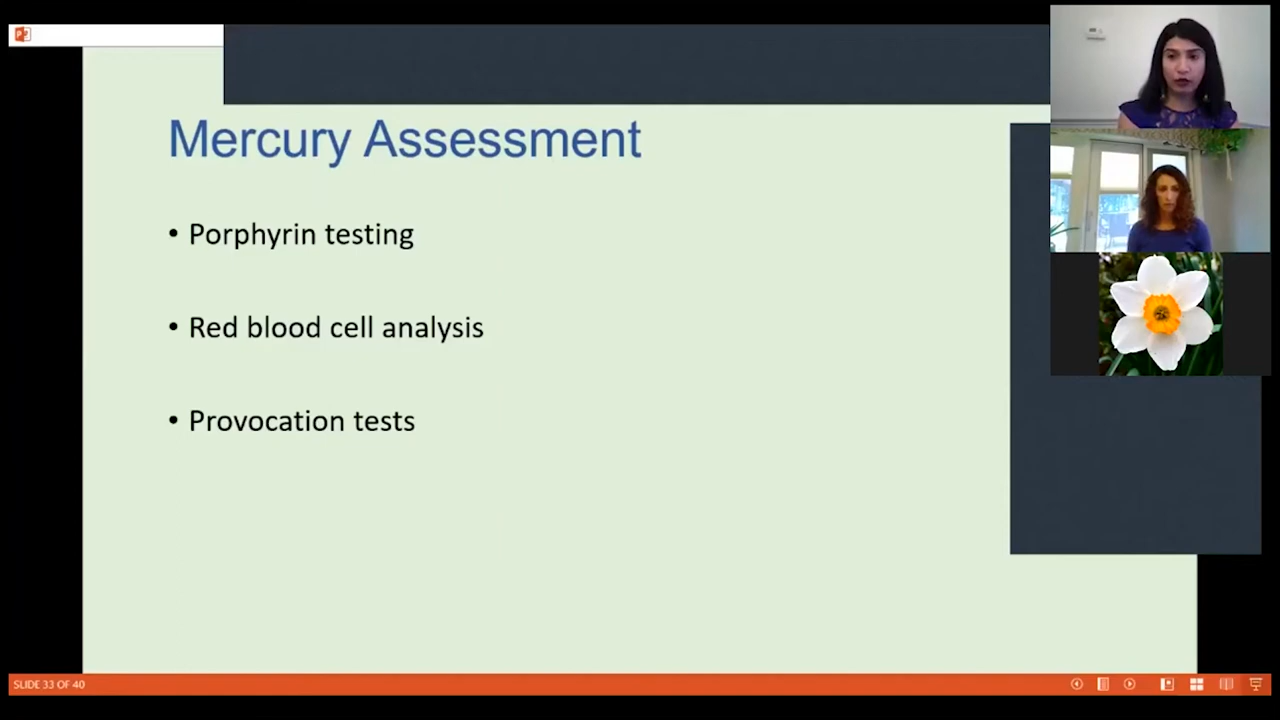 Mercury Assessment
• Porphyrin testing
• Red blood cell analysis
• Provocation tests
SLIDE 33 OF 40